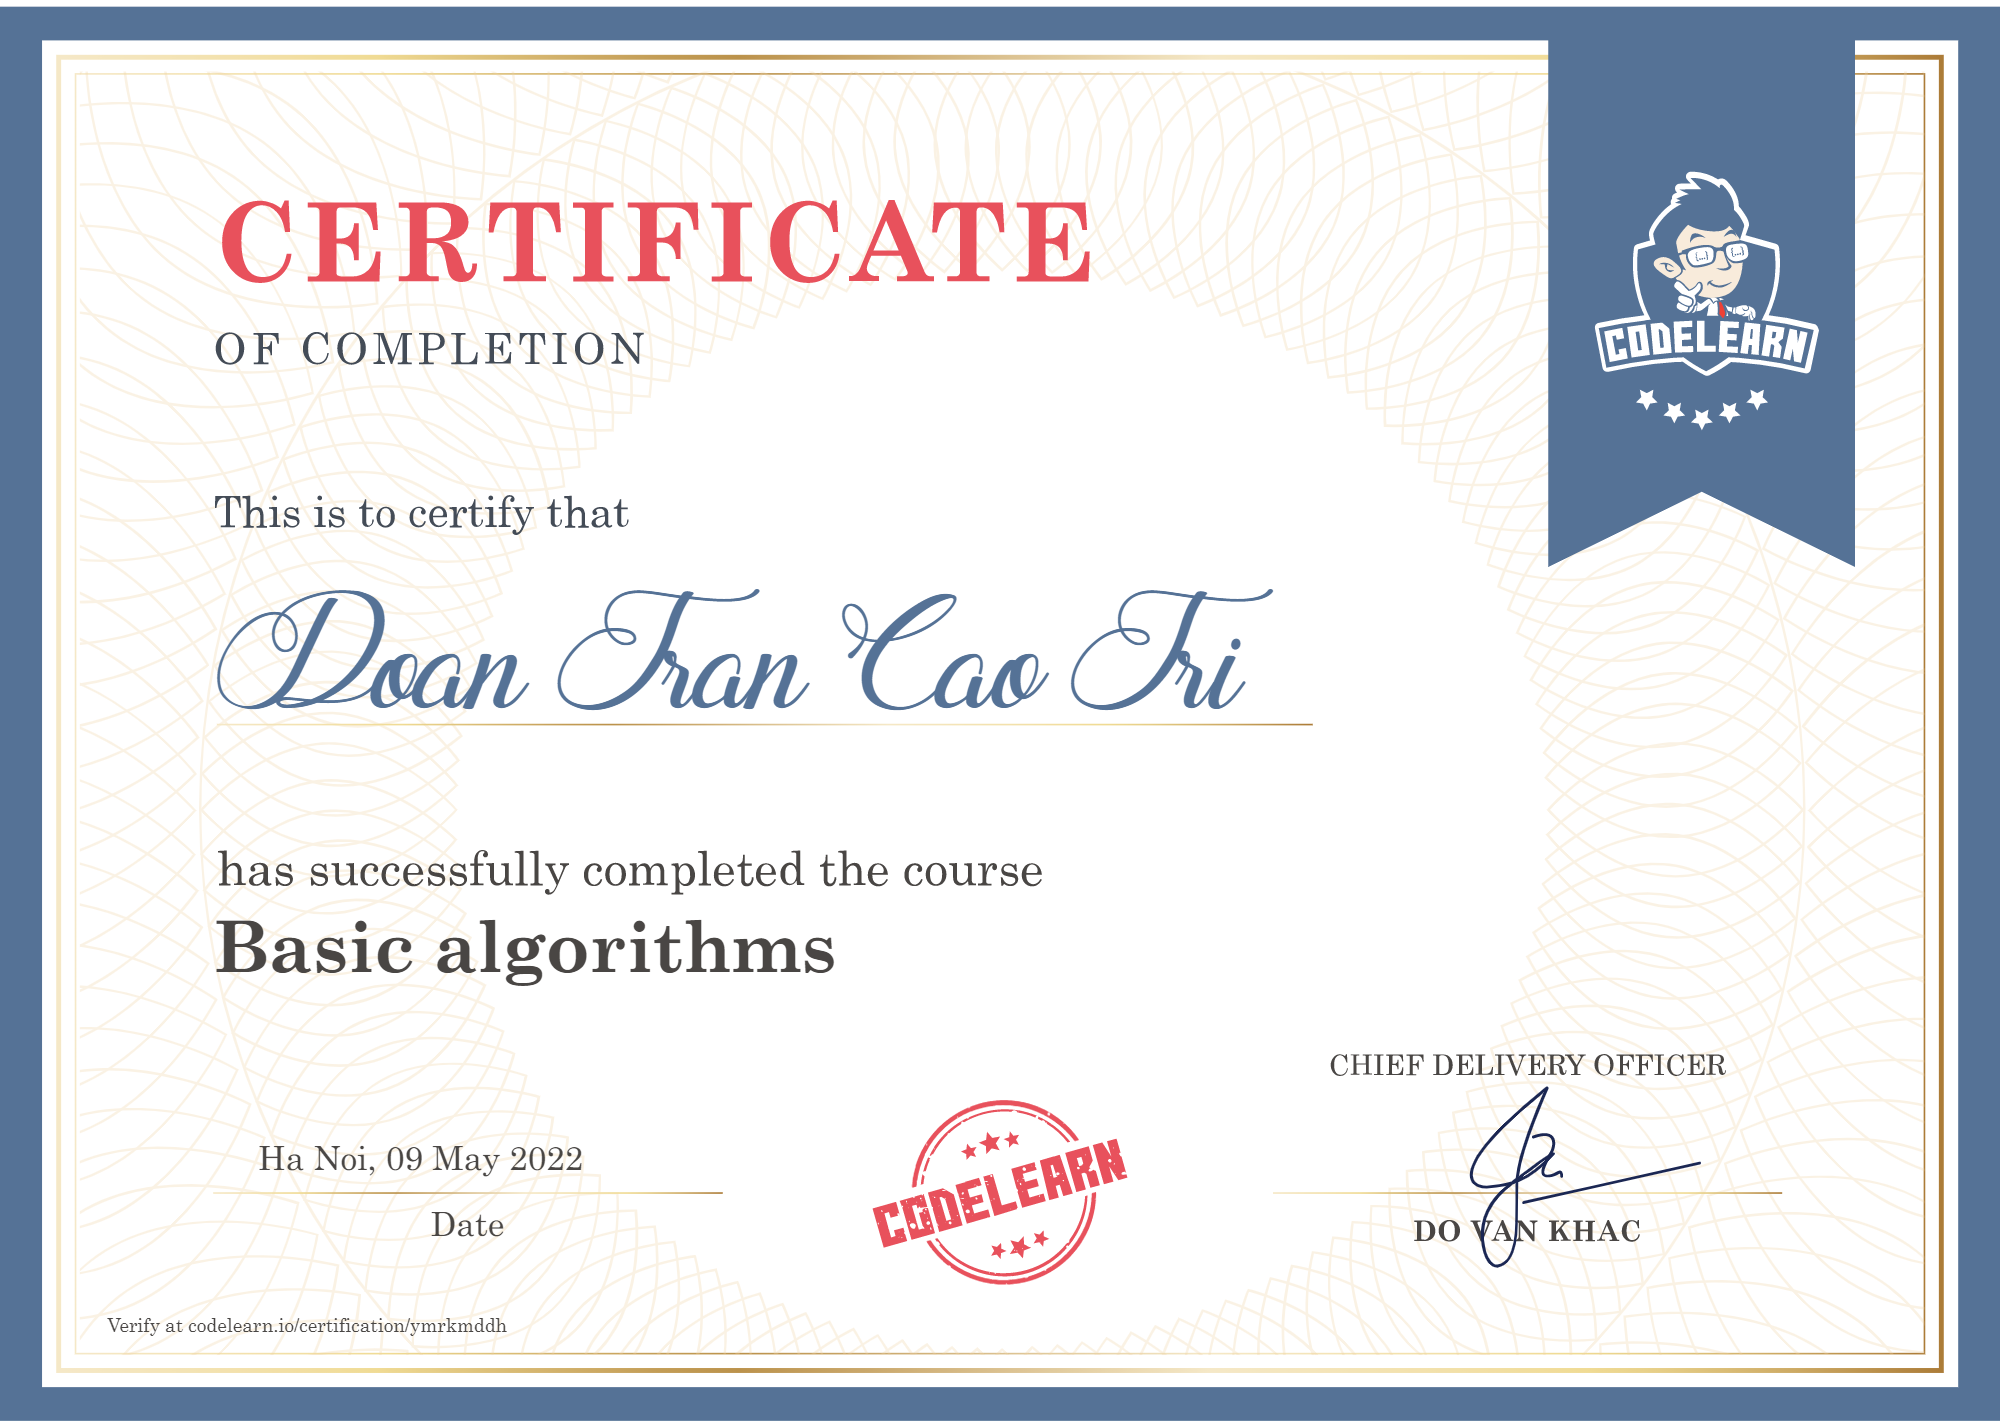 CERTIFICATE
OF COMPLETION
CODELEARN
This is to certify that
Doan Tran Cao Tri
has successfully completed the course
Basic algorithms
CHIEF DELIVERY OFFICER
Ha Noi, 09 May 2022
CODELEARN
Date
DO VAN KHAC
Verify at codelearn.io/certification/ymrkmddh